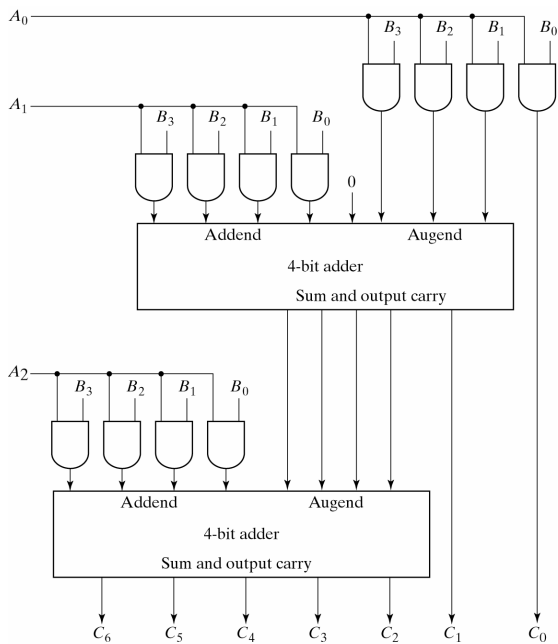 A0
B3 B2 B1 B0
A1
B3 B2 B1 B0
0
Addend Augend
4-bit adder
Sum and output carry
A2
B3 B2 B1 B0
Addend Augend
4-bit adder
Sum and output carry
C6 C5 C4 C3 C2 C1 C0